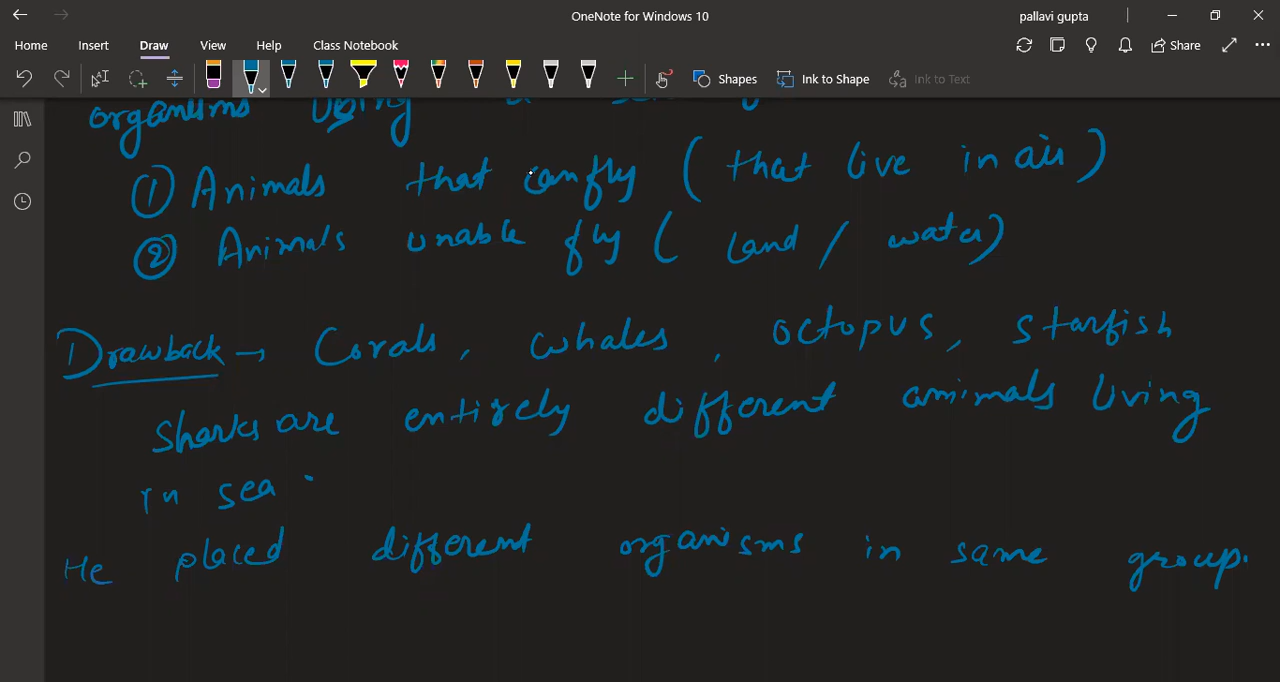 OneNote for Windows 10
pallavi gupta
Home Insert Draw View Help Class Notebook
Share
Shapes Ink to Shape Ink to Text
organisms using
① Animals that can fly ( that live in air )
② Animals unable fly ( land / water )
Drawback → Corals, whales, octopus, starfish
sharks are entirely different animals living
in sea.
He placed different organisms in same group.